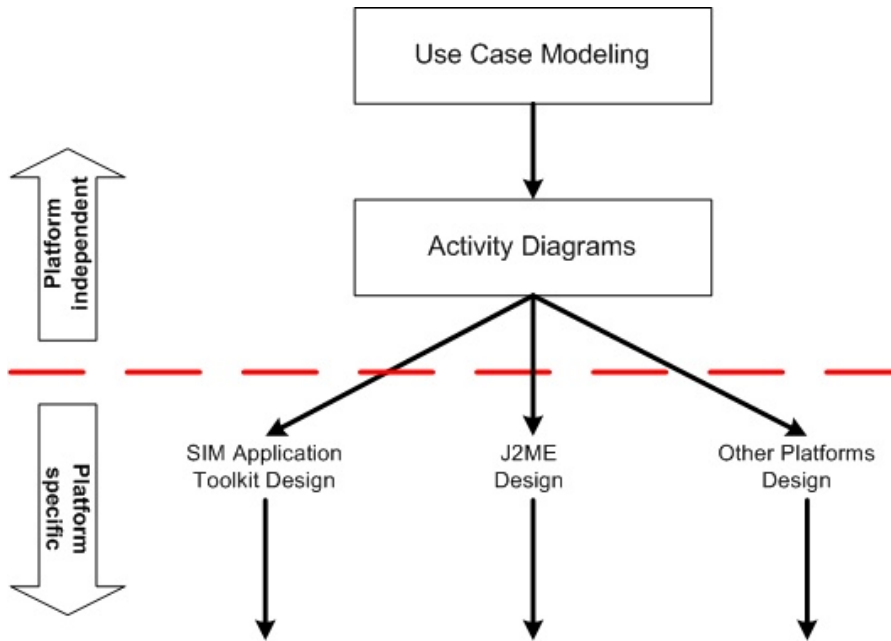 Use Case Modeling
Platform
independent
Activity Diagrams
SIM Application
Toolkit Design
J2ME
Design
Other Platforms
Design
Platform
specific